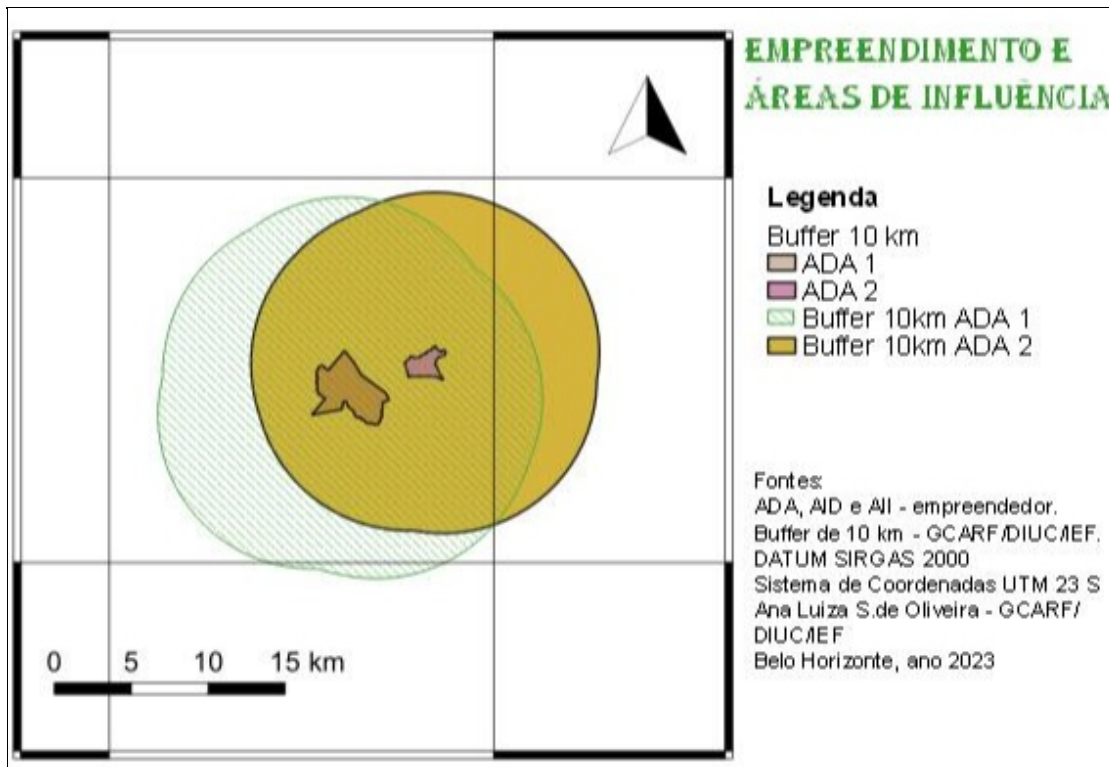 EMPREENDIMENTO E
ÁREAS DE INFLUÊNCIA
Legenda
Buffer 10 km
ADA 1
ADA 2
Buffer 10km ADA 1
Buffer 10km ADA 2
Fontes:
ADA, AID e AII - empreendedor.
Buffer de 10 km - GCARF/DIUC/IEF.
DATUM SIRGAS 2000
Sistema de Coordenadas UTM 23 S
Ana Luiza S.de Oliveira - GCARF/
DIUC/IEF
Belo Horizonte, ano 2023
0 5 10 15 km